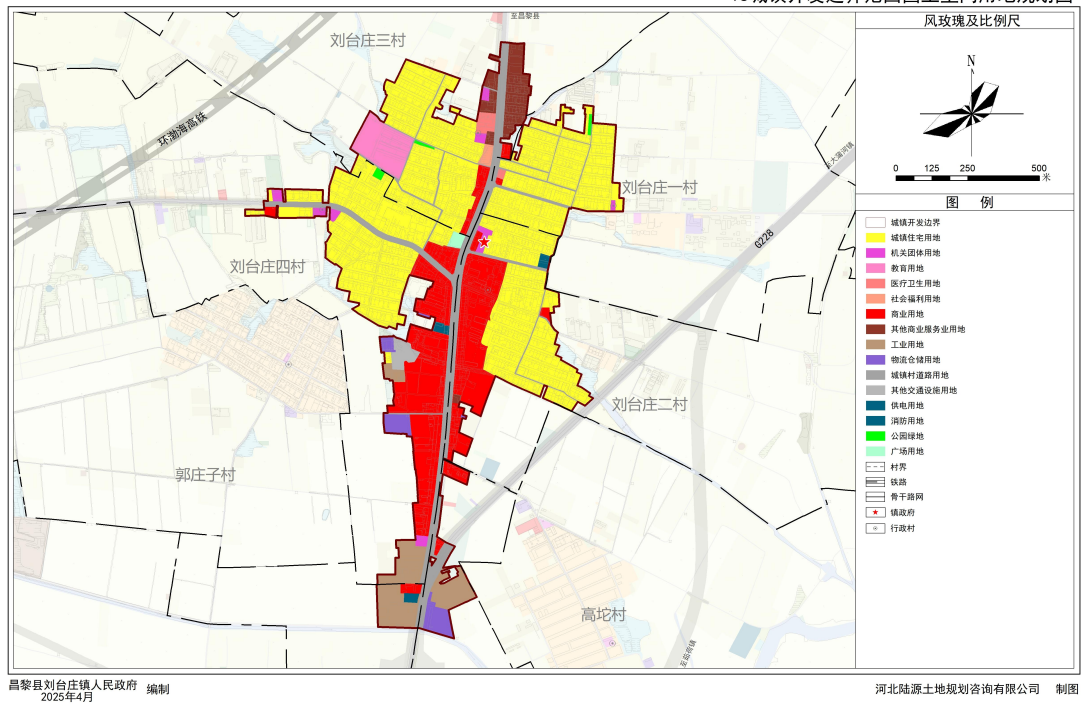 至昌黎县
风玫瑰及比例尺
刘台庄三村
N
环渤海高铁
至大蒲河镇
0 125 250 500
米
刘台庄一村
图 例
城镇开发边界
G228
城镇住宅用地
机关团体用地
刘台庄四村
教育用地
医疗卫生用地
社会福利用地
商业用地
其他商业服务业用地
工业用地
物流仓储用地
城镇村道路用地
其他交通设施用地
刘台庄二村
供电用地
消防用地
公园绿地
广场用地
村界
郭庄子村
铁路
骨干路网
镇政府
行政村
高坨村
昌黎县刘台庄镇人民政府 编制
2025年4月
河北陆源土地规划咨询有限公司 制图